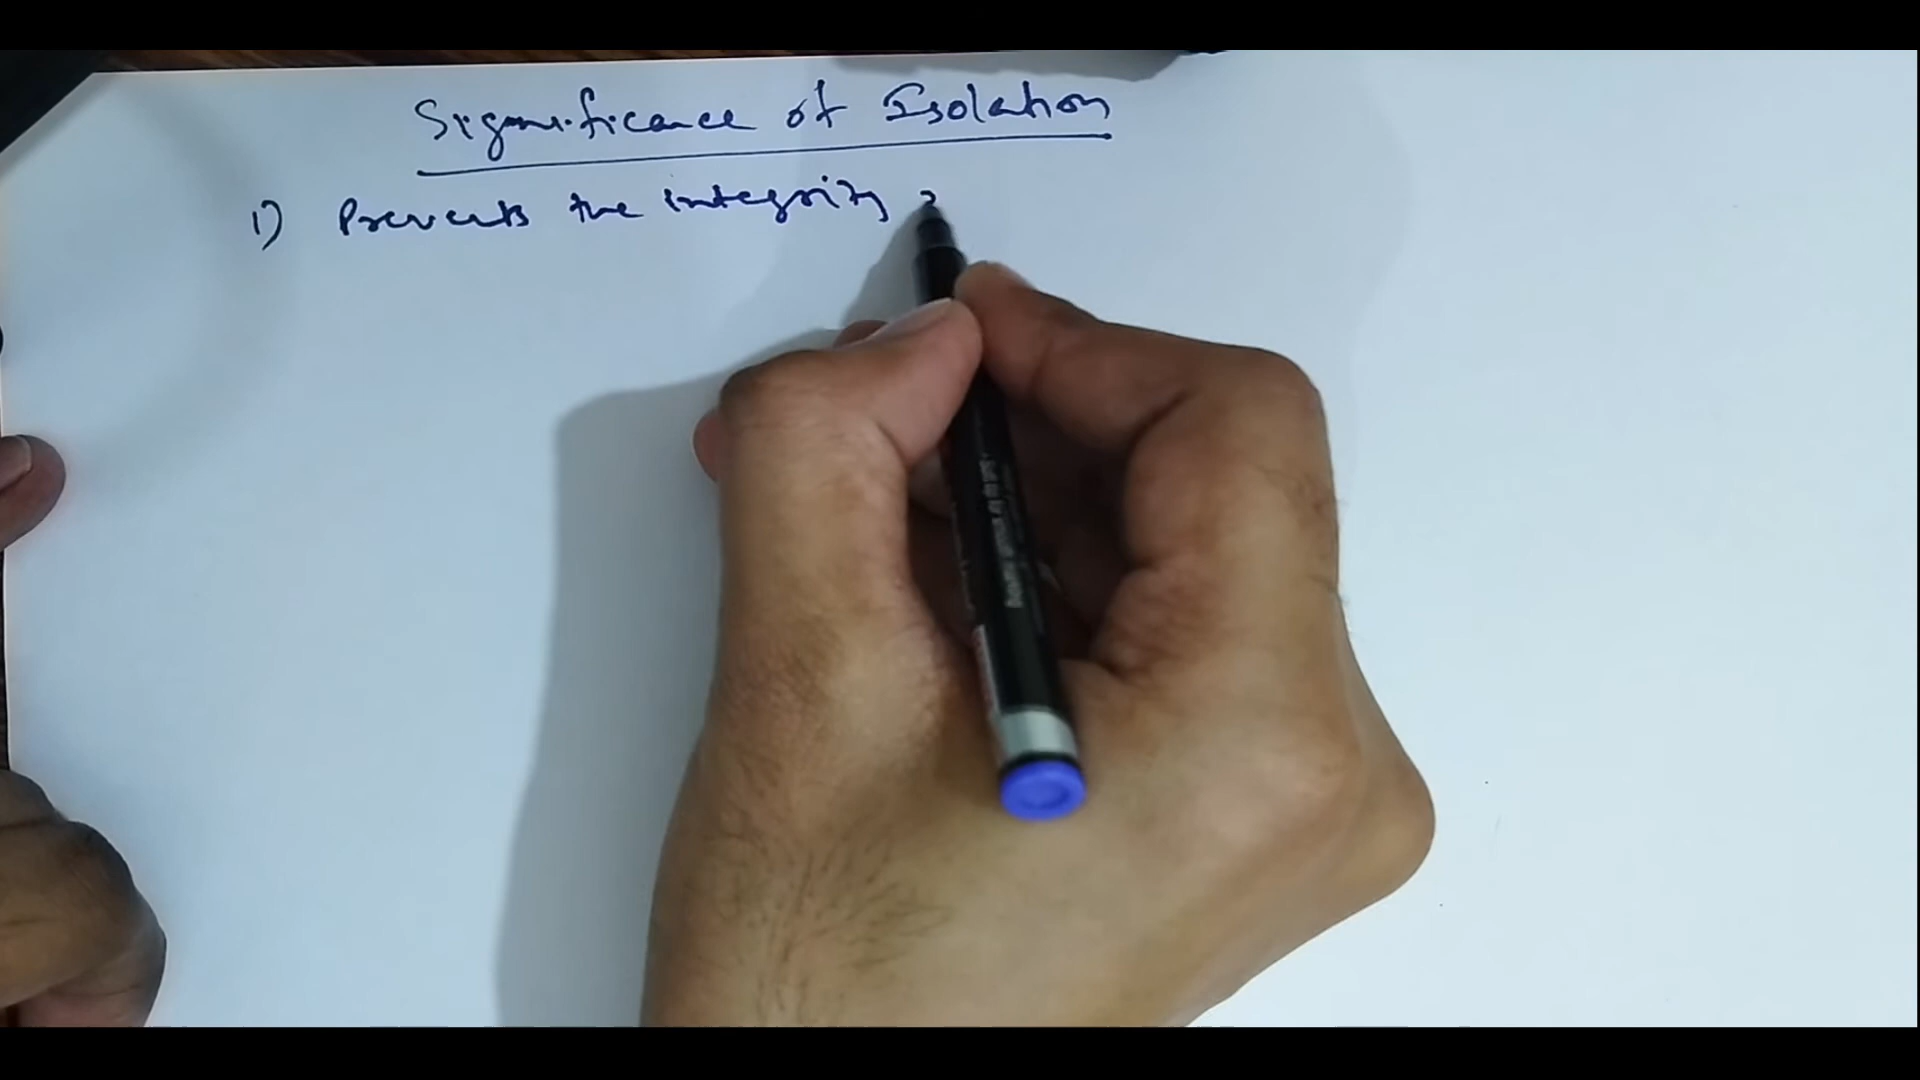 Significance of Isolation
1) Prevents the integrity